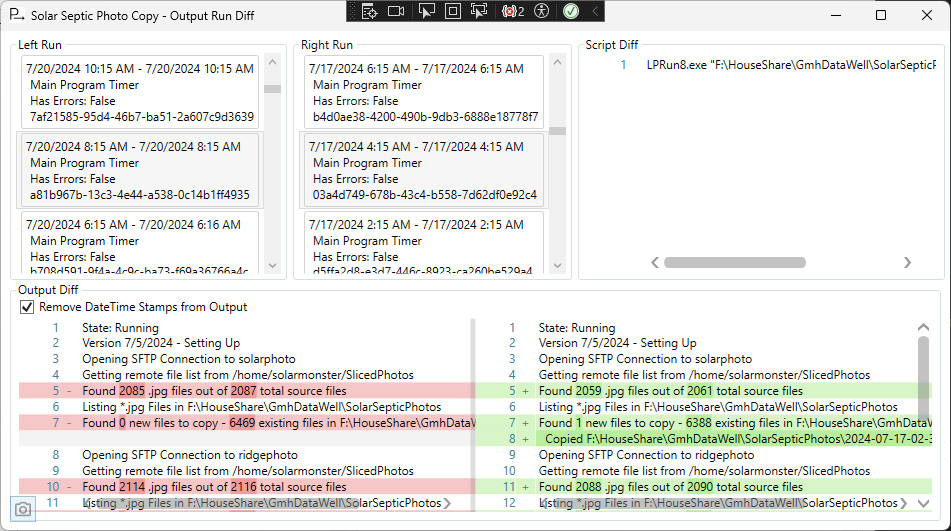 Solar Septic Photo Copy - Output Run Diff
2
Left Run
7/20/2024 10:15 AM - 7/20/2024 10:15 AM
Main Program Timer
Has Errors: False
7af21585-95d4-46b7-ba51-2a607c9d3639
7/20/2024 8:15 AM - 7/20/2024 8:15 AM
Main Program Timer
Has Errors: False
a81b967b-13c3-4e44-a538-0c14b1ff4935
7/20/2024 6:15 AM - 7/20/2024 6:16 AM
Main Program Timer
Has Errors: False
b708d591-9f4a-4c9c-ba73-f69a36766a4c
Right Run
7/17/2024 6:15 AM - 7/17/2024 6:15 AM
Main Program Timer
Has Errors: False
b4d0ae38-4200-490b-9db3-6888e18778f7
7/17/2024 4:15 AM - 7/17/2024 4:15 AM
Main Program Timer
Has Errors: False
03a4d749-678b-43c4-b558-7d62df0e92c4
7/17/2024 2:15 AM - 7/17/2024 2:15 AM
Main Program Timer
Has Errors: False
d5ffa2d8-e3d7-446c-8923-ca260be529a4
Script Diff
1 LPRun8.exe "F:\HouseShare\GmhDataWell\SolarSepticP
Output Diff
Remove DateTime Stamps from Output
1 State: Running
2 Version 7/5/2024 - Setting Up
3 Opening SFTP Connection to solarphoto
4 Getting remote file list from /home/solarmonster/SlicedPhotos
5 - Found 2085 .jpg files out of 2087 total source files
6 Listing *.jpg Files in F:\HouseShare\GmhDataWell\SolarSepticPhotos
7 - Found 0 new files to copy - 6469 existing files in F:\HouseShare\GmhDataW
8 Opening SFTP Connection to ridgephoto
9 Getting remote file list from /home/solarmonster/SlicedPhotos
10 - Found 2114 .jpg files out of 2116 total source files
11 Listing *.jpg Files in F:\HouseShare\GmhDataWell\SolarSepticPhotos
1 State: Running
2 Version 7/5/2024 - Setting Up
3 Opening SFTP Connection to solarphoto
4 Getting remote file list from /home/solarmonster/SlicedPhotos
5 + Found 2059 .jpg files out of 2061 total source files
6 Listing *.jpg Files in F:\HouseShare\GmhDataWell\SolarSepticPhotos
7 + Found 1 new files to copy - 6388 existing files in F:\HouseShare\GmhDataW
8 + Copied F:\HouseShare\GmhDataWell\SolarSepticPhotos\2024-07-17-02-3
9 Opening SFTP Connection to ridgephoto
10 Getting remote file list from /home/solarmonster/SlicedPhotos
11 + Found 2088 .jpg files out of 2090 total source files
12 Listing *.jpg Files in F:\HouseShare\GmhDataWell\SolarSepticPhotos